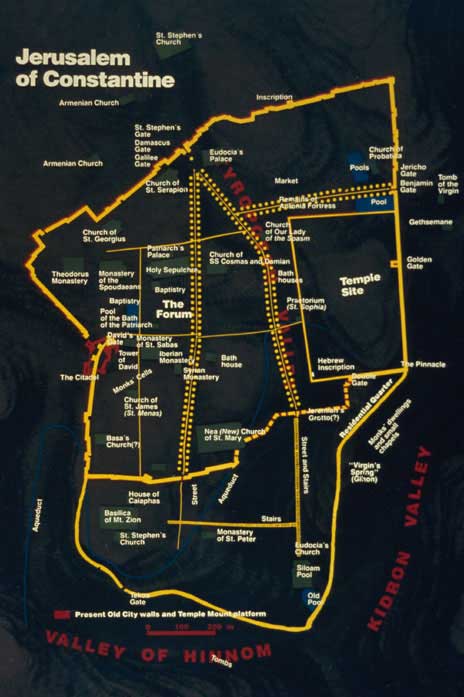 Jerusalem
of Constantine
St. Stephen's
Church
Armenian Church
Inscription
St. Stephen's
Gate
Damascus
Gate
Galilee
Gate
Armenian Church
Eudocia's
Palace
Church of
Probatika
Pools
Jericho
Gate
Benjamin
Gate
Tomb
of the
Virgin
Church of
St. Serapion
Market
Remains of
Antonia Fortress
Pool
Gethsemane
Church of
St. Georgius
Church
of Our Lady
of the Spasm
Patriarch's
Palace
Church of
SS Cosmas and Damian
Golden
Gate
Theodorus
Monastery
Monastery
of the
Spoudaeans
Holy Sepulcher
Bath
houses
Temple
Site
Baptistry
Baptistry
The
Forum
Praetorium
(St. Sophia)
Pool
of the Bath
of the Patriarch
TYROPOEON
VALLEY
David's
Gate
Monastery
of St. Sabas
Tower
of
David
Iberian
Monastery
Bath
house
Syrian
Monastery
Hebrew
Inscription
The Pinnacle
The Citadel
Monks' Cells
Double
Gate
Church of
St. James
(St. Menas)
Jeremiah's
Grotto(?)
Residential Quarter
Monks' dwellings
and small
chapels
Basa's
Church(?)
Nea (New) Church
of St. Mary
Street and Stairs
"Virgin's
Spring"
(Gihon)
Aqueduct
House of
Caiaphas
Street
Aqueduct
Basilica
of Mt. Zion
Stairs
St. Stephen's
Church
Monastery
of St. Peter
Eudocia's
Church
Siloam
Pool
KIDRON VALLEY
Tekoa
Gate
Old
Pool
Present Old City walls and Temple Mount platform
0 100 200 m
VALLEY OF HINNOM
Tombs